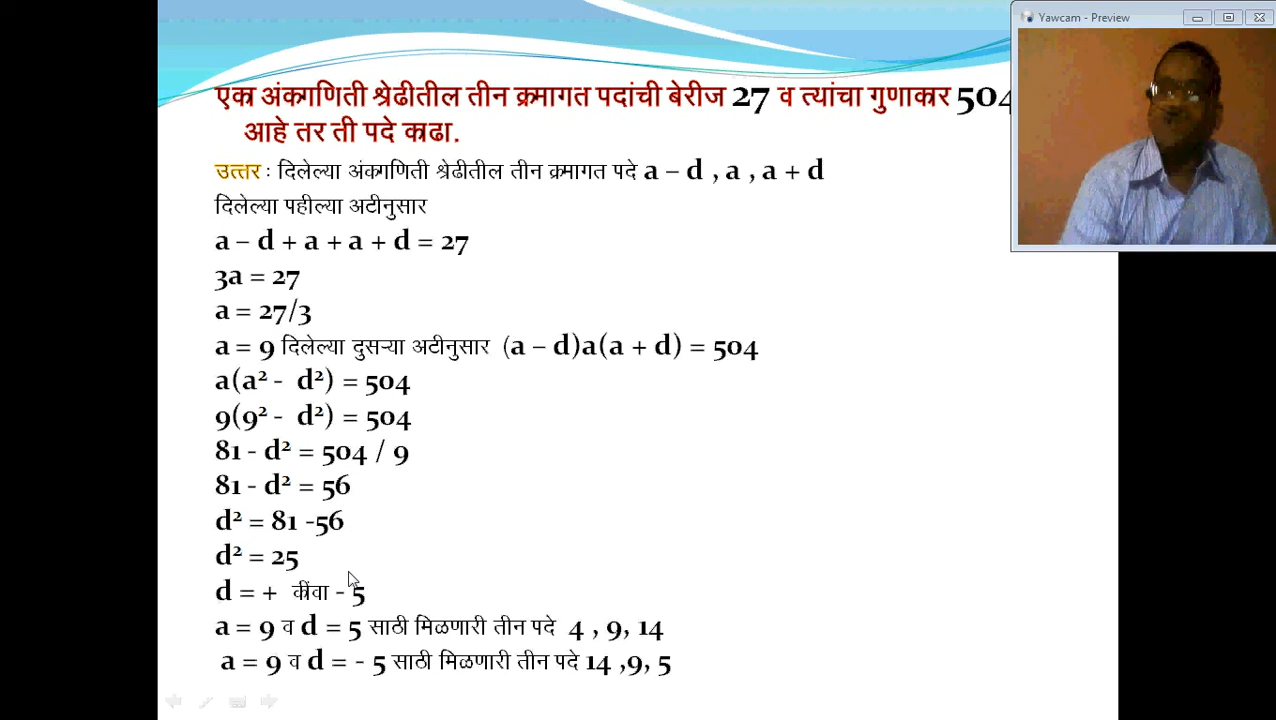 Yawcam - Preview
एका अंकगणिती श्रेढीतील तीन क्रमागत पदांची बेरीज 27 व त्यांचा गुणाकार 504
आहे तर ती पदे काढा.
उत्तर : दिलेल्या अंकगणिती श्रेढीतील तीन क्रमागत पदे a – d , a , a + d
दिलेल्या पहील्या अटीनुसार
a – d + a + a + d = 27
3a = 27
a = 27/3
a = 9 दिलेल्या दुसऱ्या अटीनुसार (a – d)a(a + d) = 504
a(a² - d²) = 504
9(9² - d²) = 504
81 - d² = 504 / 9
81 - d² = 56
d² = 81 -56
d² = 25
d = + कींवा - 5
a = 9 व d = 5 साठी मिळणारी तीन पदे 4 , 9, 14
a = 9 व d = - 5 साठी मिळणारी तीन पदे 14 ,9, 5